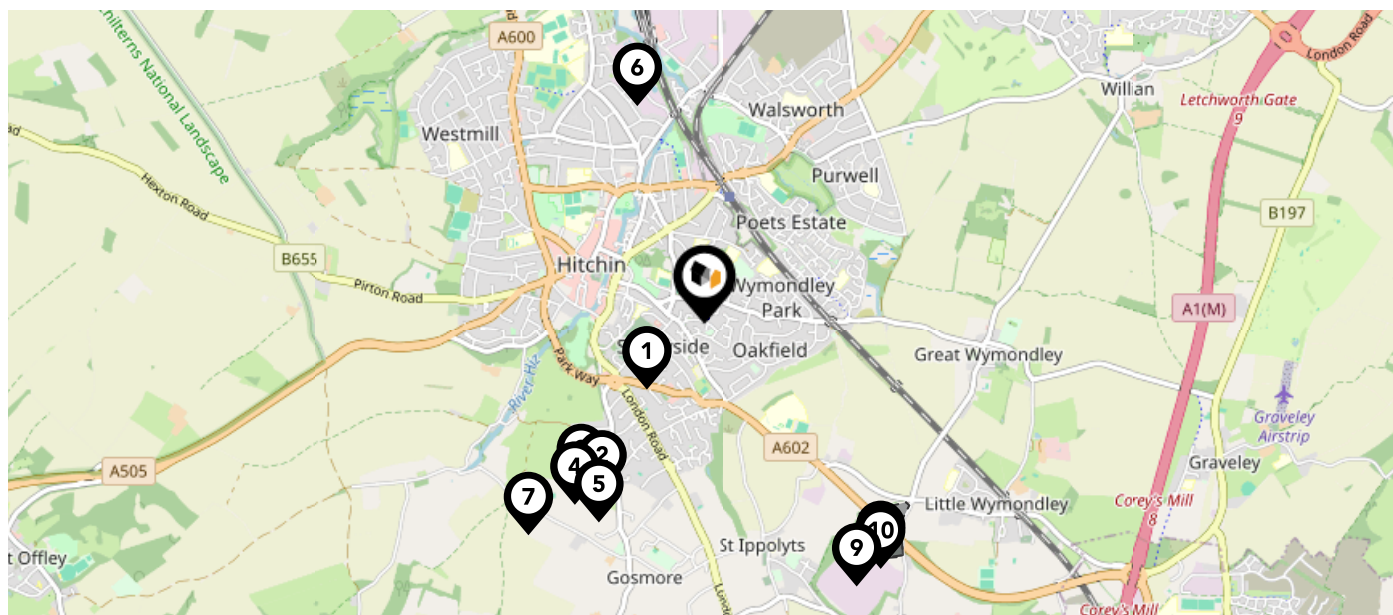 Chilterns National Landscape
A600
6
London Road
Willian
Letchworth Gate
9
Walsworth
Westmill
Purwell
Hexton Road
B197
Poets Estate
B655
Hitchin
Wymondley
Park
Pirton Road
A1(M)
1
Oakfield
Great Wymondley
Park Way
River Hiz
London Road
Graveley
Airstrip
A602
2
4
A505
5
7
Graveley
Corey's Mill
8
Little Wymondley
10
9
St Ippolyts
t Offley
Gosmore
Corey's Mill